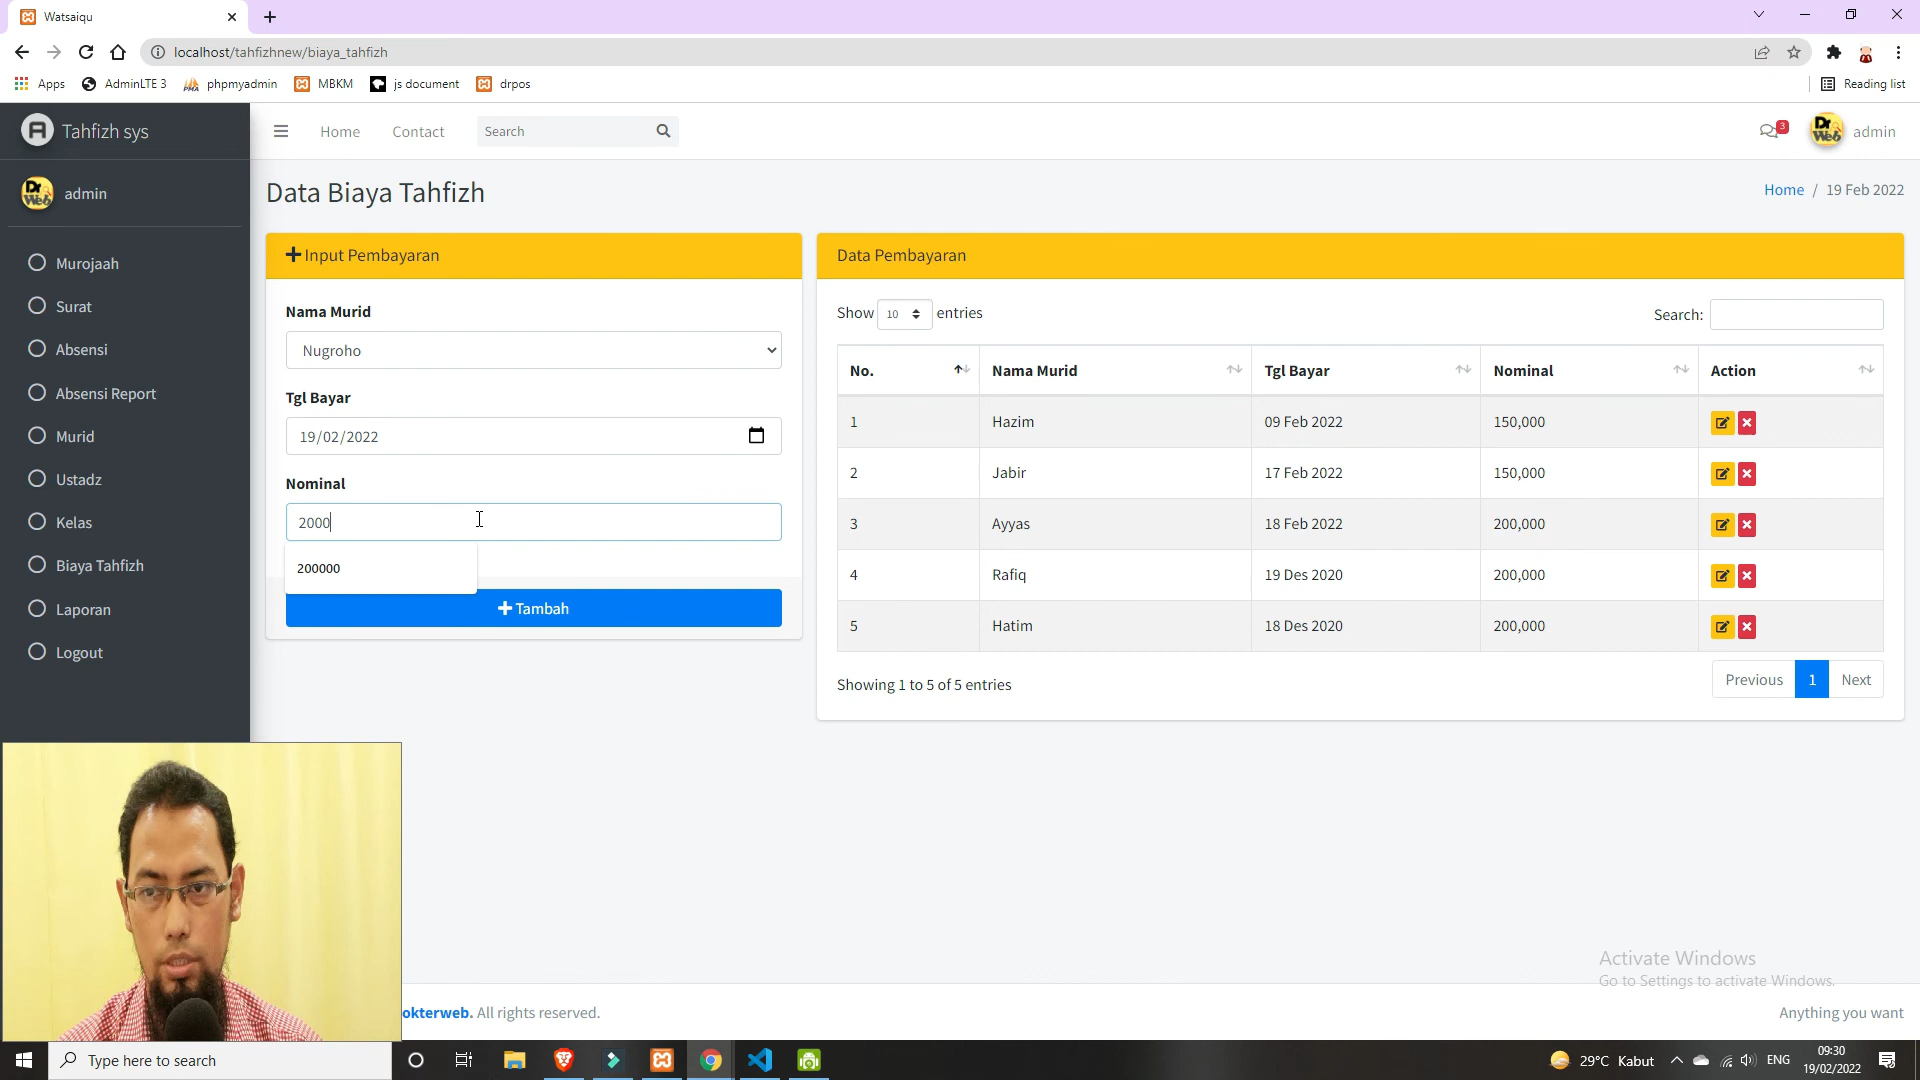 Watsaiqu
localhost/tahfizhnew/biaya_tahfizh
Apps AdminLTE 3 phpmyadmin MBKM js document drpos Reading list
Tahfizh sys
Home Contact Search 3 admin
admin
Data Biaya Tahfizh
Home / 19 Feb 2022
Murojaah
Surat
Absensi
Absensi Report
Murid
Ustadz
Kelas
Biaya Tahfizh
Laporan
Logout
Input Pembayaran
Nama Murid
Nugroho
Tgl Bayar
19/02/2022
Nominal
2000
200000
Tambah
Data Pembayaran
Show 10 entries Search:
No. Nama Murid Tgl Bayar Nominal Action
1 Hazim 09 Feb 2022 150,000
2 Jabir 17 Feb 2022 150,000
3 Ayyas 18 Feb 2022 200,000
4 Rafiq 19 Des 2020 200,000
5 Hatim 18 Des 2020 200,000
Showing 1 to 5 of 5 entries
Previous 1 Next
Activate Windows
Go to Settings to activate Windows.
okterweb. All rights reserved.
Anything you want
Type here to search
29°C Kabut ENG 09:30
19/02/2022